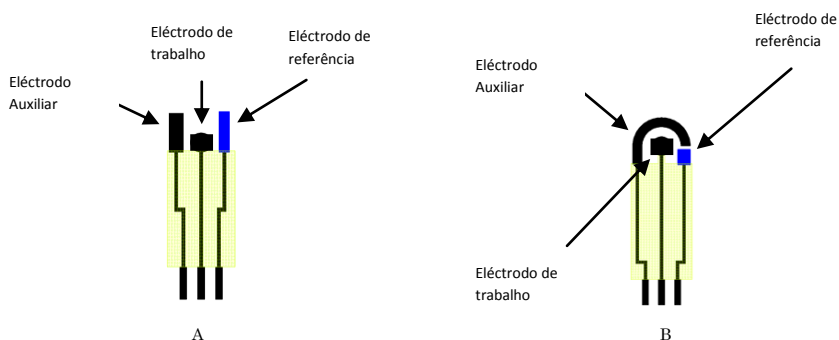 Eléctrodo
Auxiliar
Eléctrodo de
trabalho
Eléctrodo de
referência
A
Eléctrodo
Auxiliar
Eléctrodo de
referência
Eléctrodo de
trabalho
B